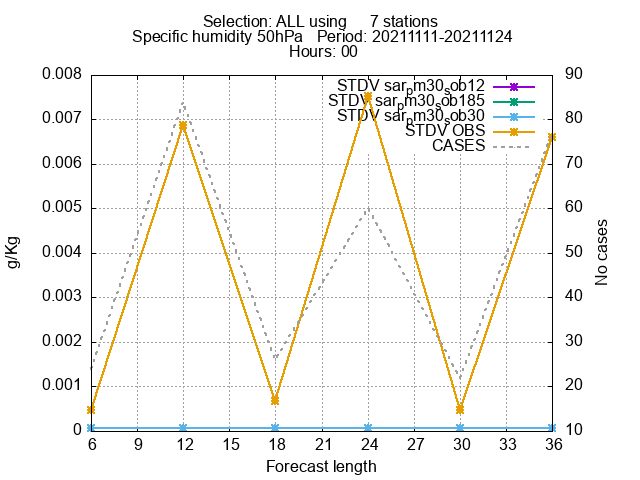 Selection: ALL using     7 stations
Specific humidity 50hPa   Period: 20211111-20211124
Hours: 00
STDV sar_pm30_sob12
STDV sar_pm30_sob185
STDV sar_pm30_sob30
STDV OBS
CASES
0.008
0.007
0.006
0.005
0.004
0.003
0.002
0.001
0
90
80
70
60
50
40
30
20
10
g/Kg
No cases
6 9 12 15 18 21 24 27 30 33 36
Forecast length